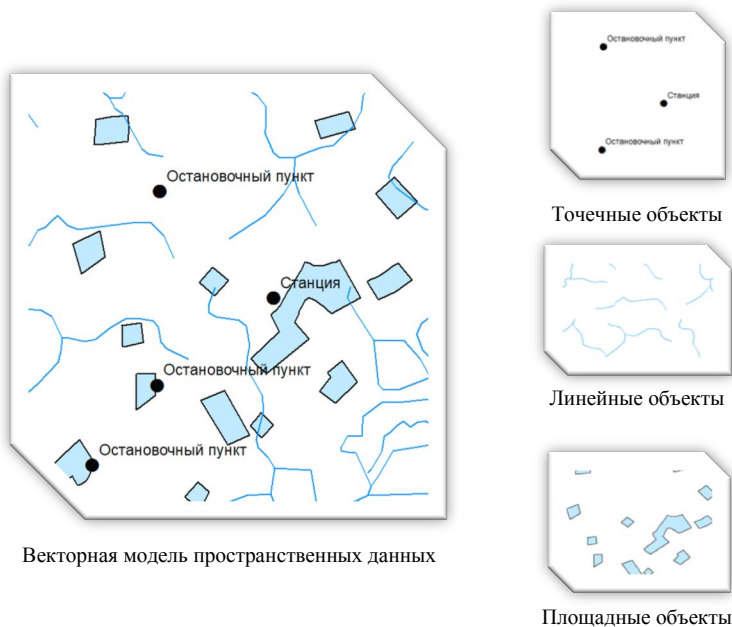 Остановочный пункт
Станция
Остановочный пункт
Остановочный пункт
Векторная модель пространственных данных
Остановочный пункт
Станция
Остановочный пункт
Точечные объекты
Линейные объекты
Площадные объекты